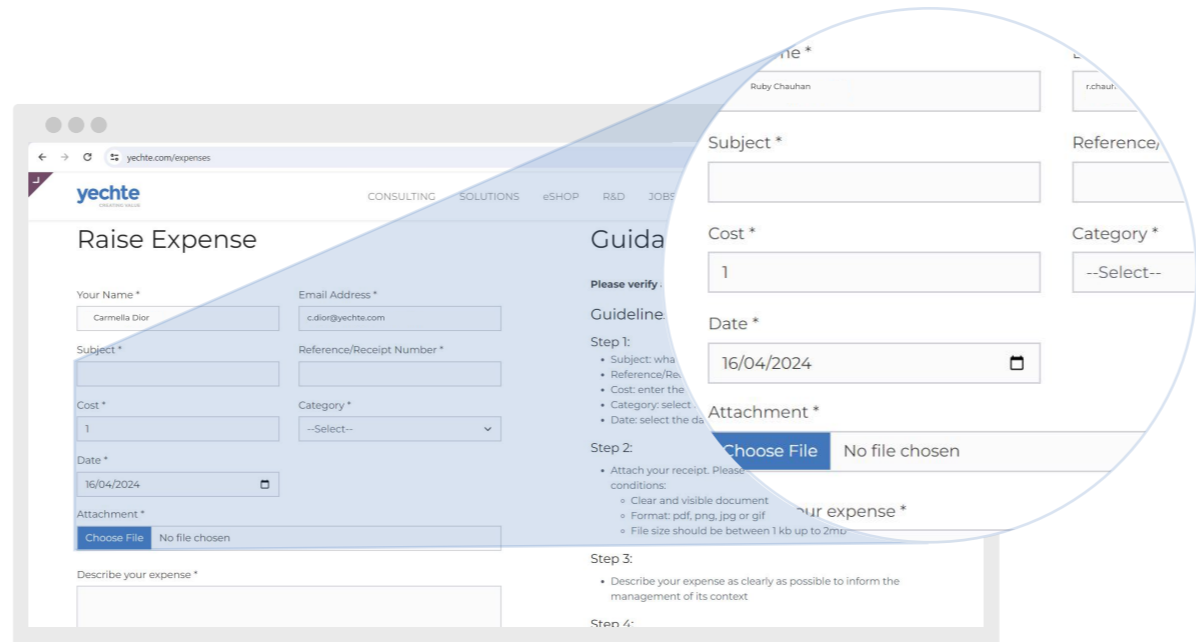 yechte.com/expenses
yechte
CREATING VALUE
CONSULTING SOLUTIONS eSHOP R&D JOBS
Raise Expense
Your Name *
Email Address *
Carmella Dior
c.dior@yechte.com
Subject *
Reference/Receipt Number *
Cost *
Category *
1
--Select--
Date *
16/04/2024
Attachment *
Choose File No file chosen
Describe your expense *
Guida
Please verify
Guideline
Step 1:
• Subject: wha
• Reference/Re
• Cost: enter the
• Category: select
• Date: select the da
Step 2:
• Attach your receipt. Please
conditions:
Clear and visible document
Format: pdf, png, jpg or gif
File size should be between 1 kb up to 2mb
Step 3:
• Describe your expense as clearly as possible to inform the
management of its context
Step 4:
me *
Ruby Chauhan
r.chau
Subject *
Reference/
Cost *
Category *
1
--Select--
Date *
16/04/2024
Attachment *
Choose File No file chosen
our expense *